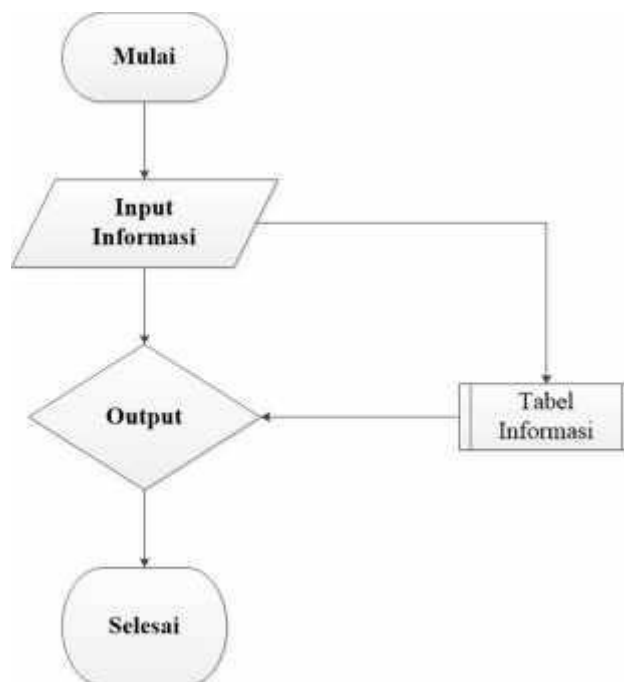 Mulai
Input
Informasi
Output
Tabel
Informasi
Selesai